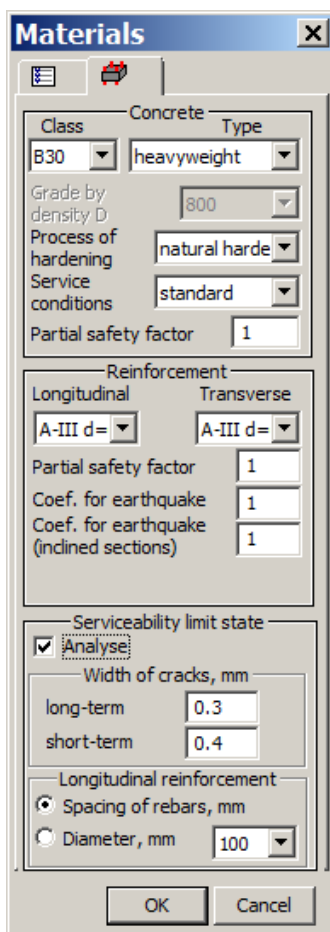 Materials
Concrete
Class Type
B30 heavyweight
Grade by
density D 800
Process of
hardening natural harde
Service
conditions standard
Partial safety factor 1
Reinforcement
Longitudinal Transverse
A-III d= A-III d=
Partial safety factor 1
Coef. for earthquake 1
Coef. for earthquake
(inclined sections) 1
Serviceability limit state
Analyse
Width of cracks, mm
long-term 0.3
short-term 0.4
Longitudinal reinforcement
Spacing of rebars, mm
Diameter, mm 100
OK Cancel